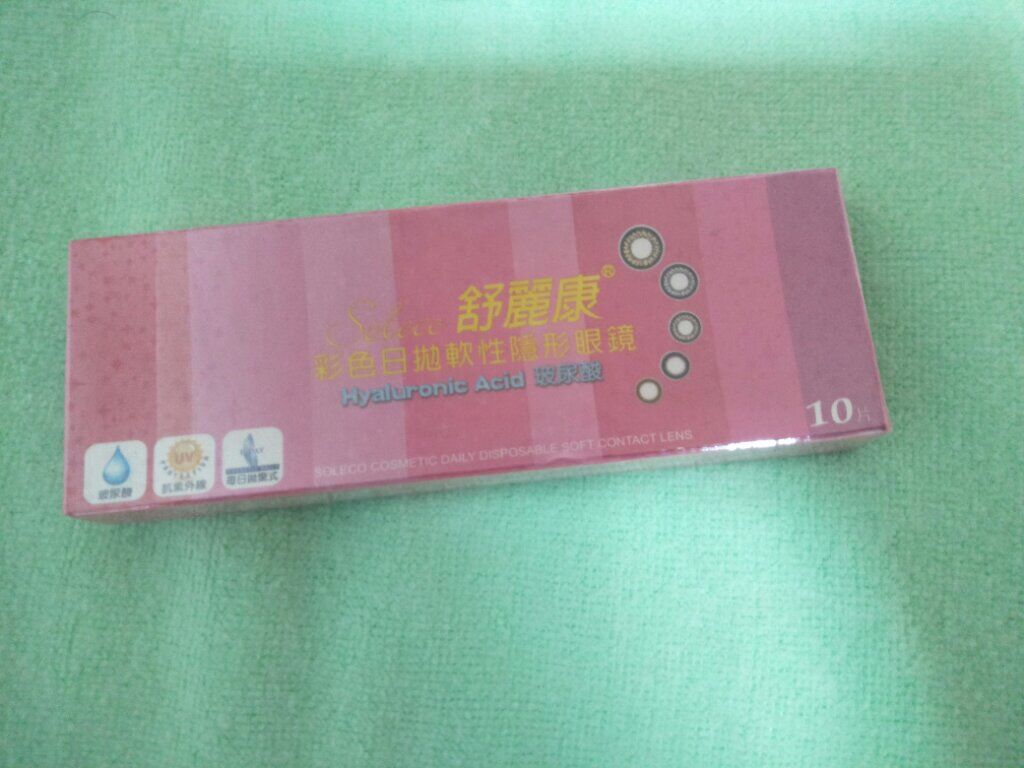 Soleco 舒麗康®
彩色日拋軟性隱形眼鏡
Hyaluronic Acid 玻尿酸
SOLECO COSMETIC DAILY DISPOSABLE SOFT CONTACT LENS
10片
玻尿酸
UV
PROTECTION
抗紫外線
每日拋棄式